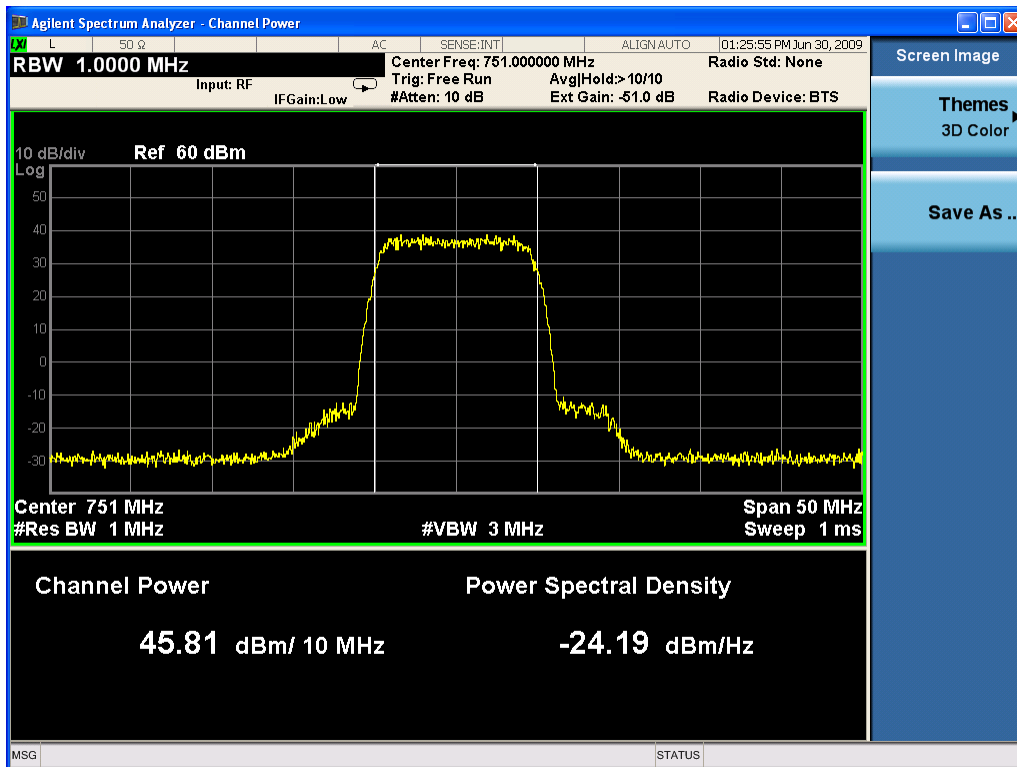 Agilent Spectrum Analyzer - Channel Power
LXI L 50 Ω AC SENSE:INT ALIGN AUTO 01:25:55 PM Jun 30, 2009
RBW 1.0000 MHz
Input: RF
IFGain:Low
Center Freq: 751.000000 MHz
Trig: Free Run Avg|Hold:>10/10
#Atten: 10 dB Ext Gain: -51.0 dB
Radio Std: None
Radio Device: BTS
Screen Image
Themes
3D Color
Save As ..
10 dB/div
Log
Ref 60 dBm
50
40
30
20
10
0
-10
-20
-30
Center 751 MHz Span 50 MHz
#Res BW 1 MHz #VBW 3 MHz Sweep 1 ms
Channel Power Power Spectral Density
45.81 dBm/ 10 MHz -24.19 dBm/Hz
MSG STATUS